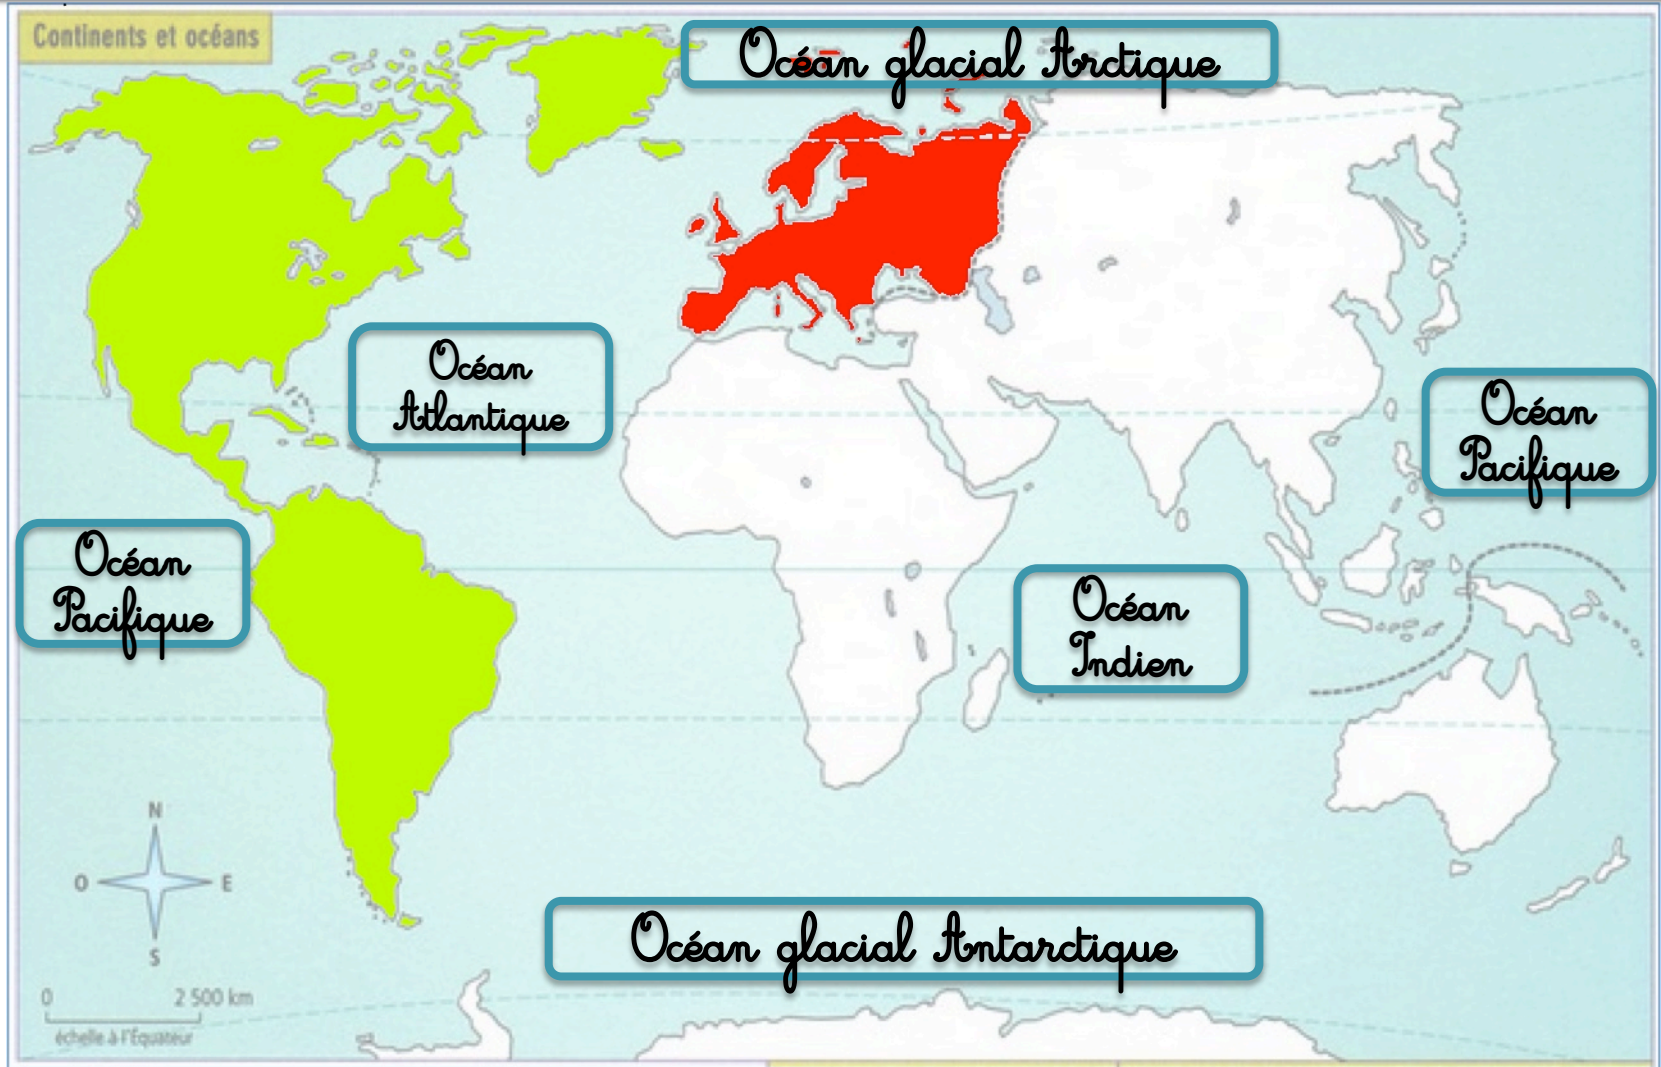 Continents et océans
Océan glacial Arctique
Océan
Atlantique
Océan
Pacifique
Océan
Pacifique
Océan
Indien
N
O
E
S
Océan glacial Antarctique
0
2 500 km
échelle à l'Équateur